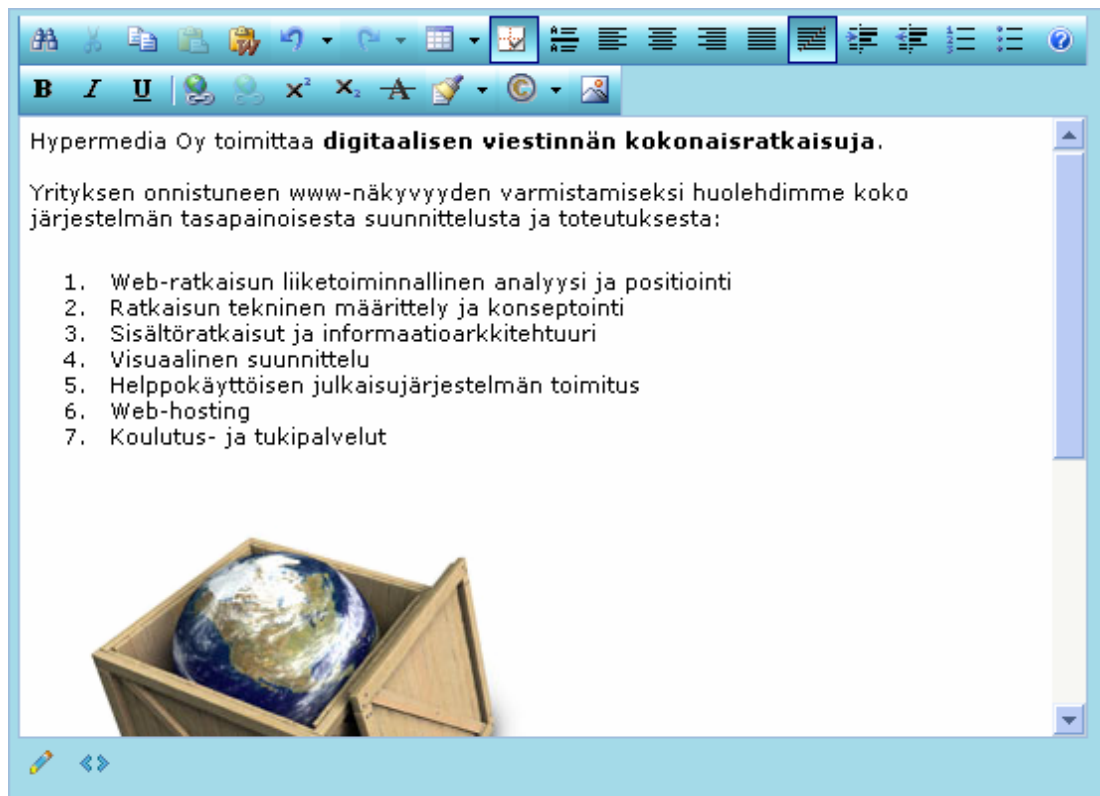 B I U x² x₂ A ©
Hypermedia Oy toimittaa digitaalisen viestinnän kokonaisratkaisuja.
Yrityksen onnistuneen www-näkyvyyden varmistamiseksi huolehdimme koko
järjestelmän tasapainoisesta suunnittelusta ja toteutuksesta:
1. Web-ratkaisun liiketoiminnallinen analyysi ja positiointi
2. Ratkaisun tekninen määrittely ja konseptointi
3. Sisältöratkaisut ja informaatioarkkitehtuuri
4. Visuaalinen suunnittelu
5. Helppokäyttöisen julkaisujärjestelmän toimitus
6. Web-hosting
7. Koulutus- ja tukipalvelut